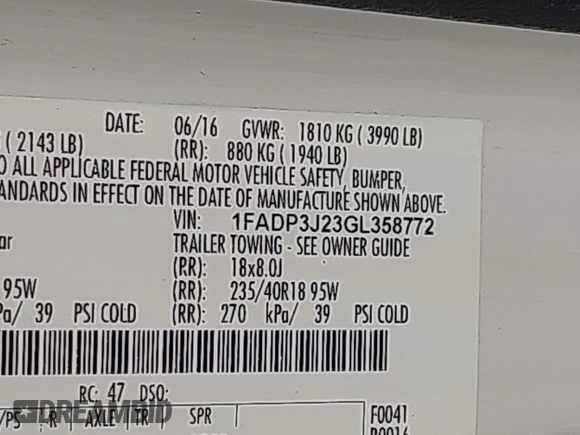 DATE: 06/16 GVWR: 1810 KG ( 3990 LB)
( 2143 LB) (RR): 880 KG ( 1940 LB)
O ALL APPLICABLE FEDERAL MOTOR VEHICLE SAFETY, BUMPER,
ANDARDS IN EFFECT ON THE DATE OF MANUFACTURE SHOWN ABOVE.
VIN: 1FADP3J23GL358772
ar TRAILER TOWING - SEE OWNER GUIDE
(RR): 18x8.0J
95W (RR): 235/40R18 95W
Pa/ 39 PSI COLD (RR): 270 kPa/ 39 PSI COLD
RC: 47 DSO:
/PS R AXLE TR SPR F0041
R0016
DREAMBID